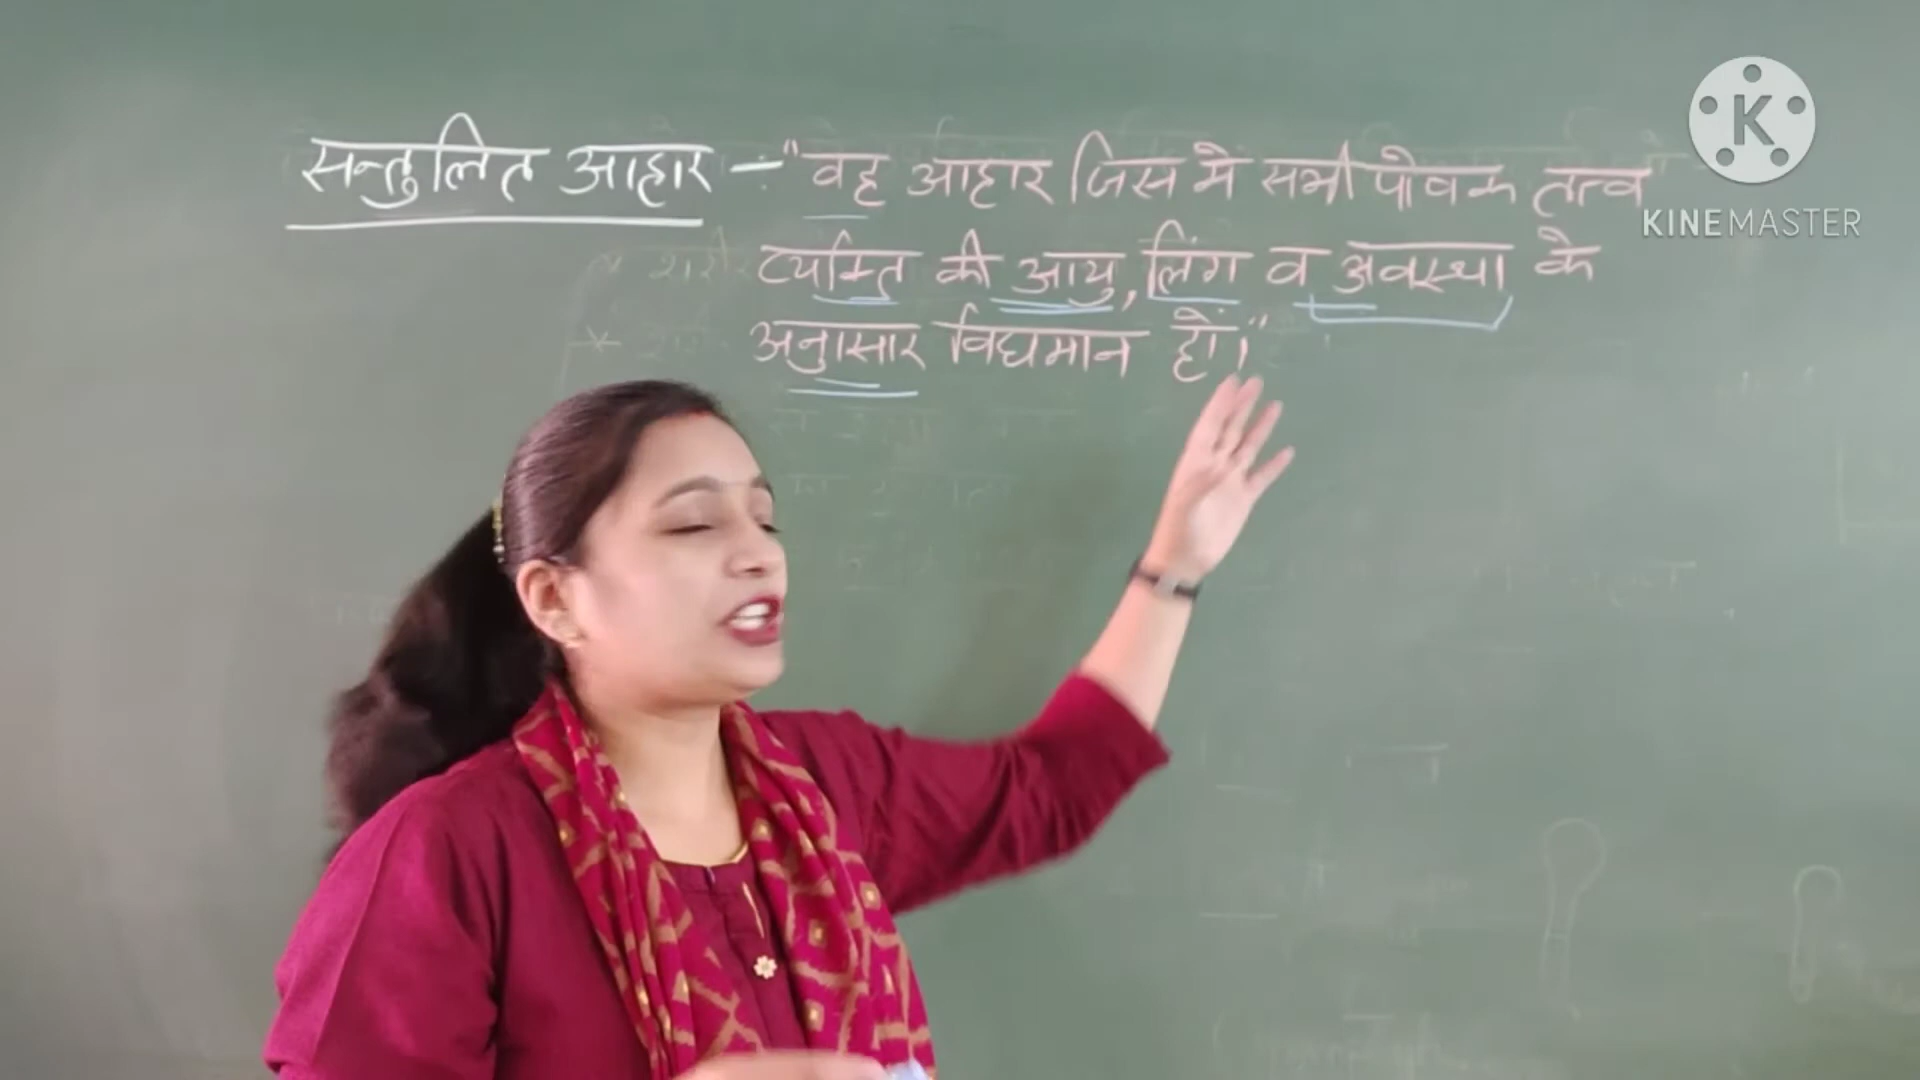 सन्तुलित आहार – "वह आहार जिस मे सभी पोषक तत्व
व्यक्ति की आयु, लिंग व अवस्था के
अनुसार विद्यमान हों।"
K
KINEMASTER